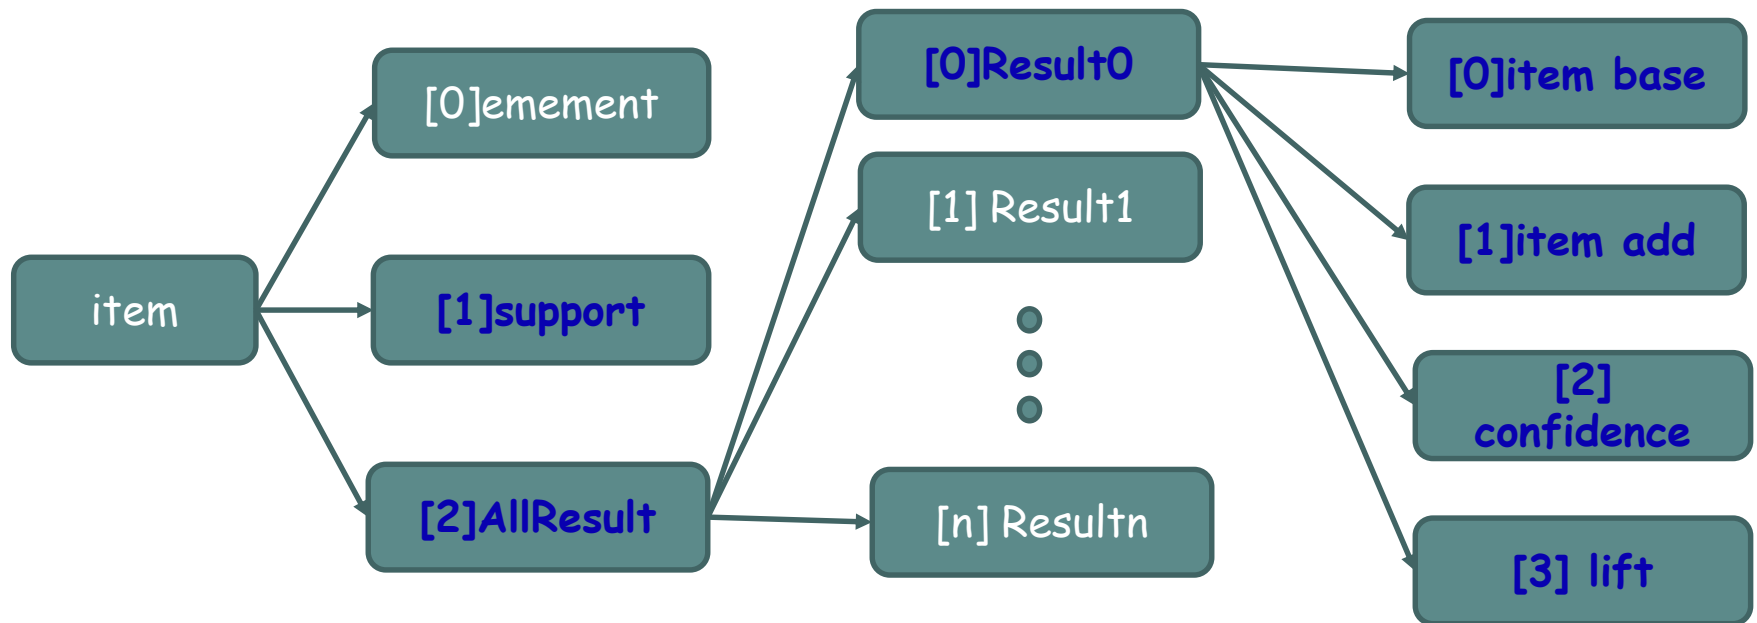 item
[0]emement
[1]support
[2]AllResult
[0]Result0
[1] Result1
[n] Resultn
[0]item base
[1]item add
[2]
confidence
[3] lift